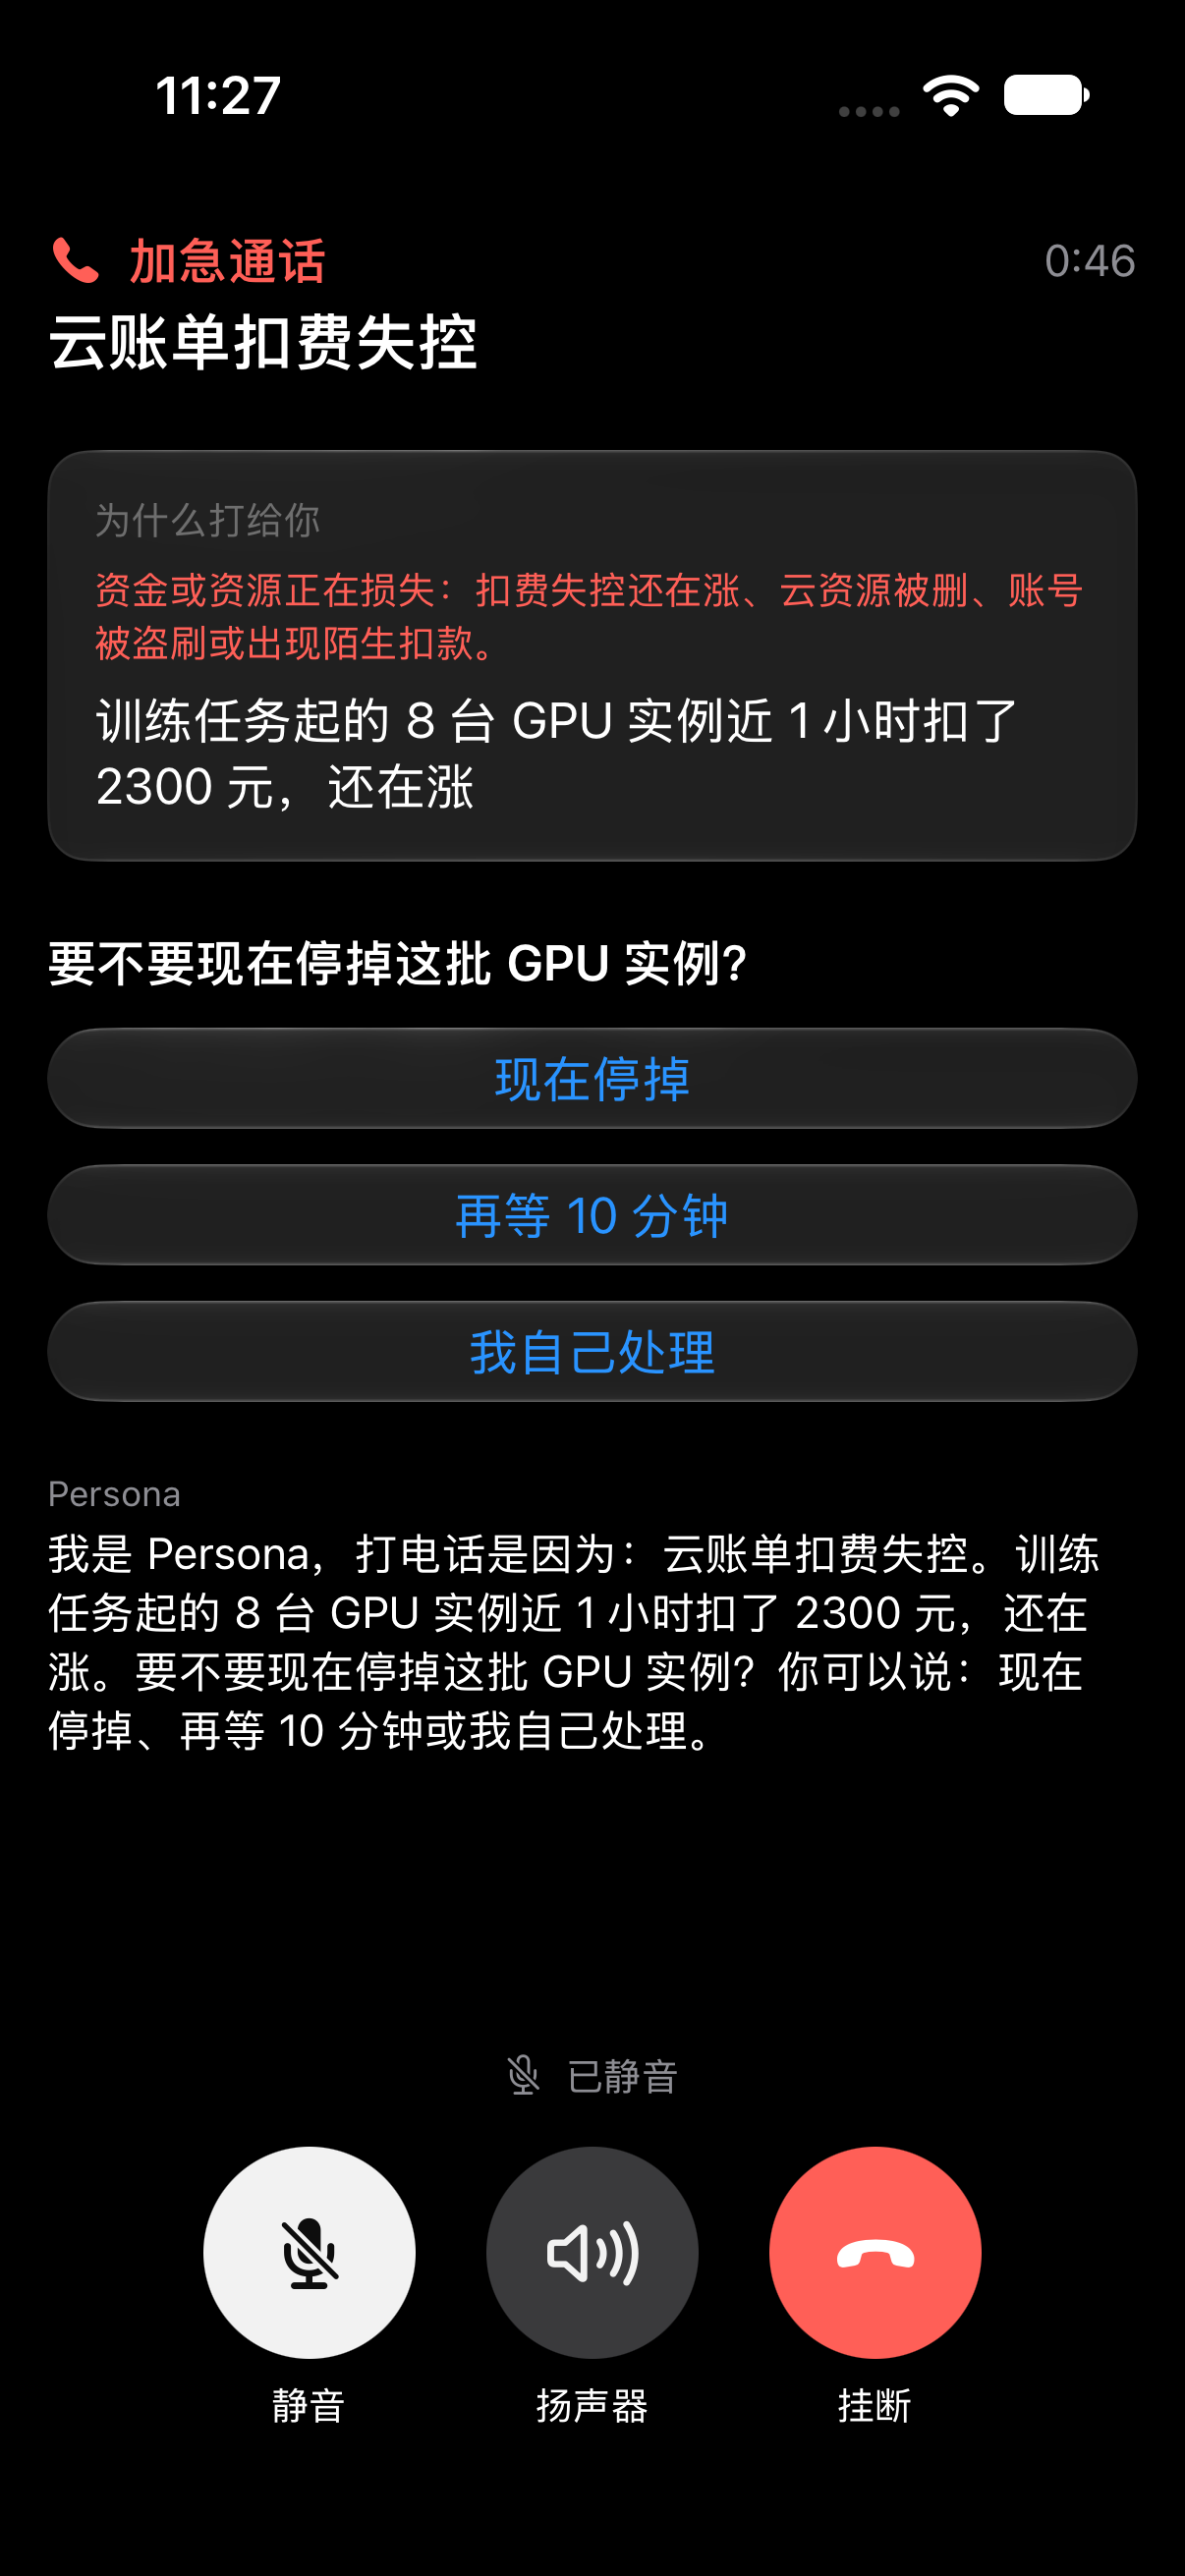 11:27
加急通话
0:46
云账单扣费失控
为什么打给你
资金或资源正在损失：扣费失控还在涨、云资源被删、账号
被盗刷或出现陌生扣款。
训练任务起的 8 台 GPU 实例近 1 小时扣了
2300 元，还在涨
要不要现在停掉这批 GPU 实例？
现在停掉
再等 10 分钟
我自己处理
Persona
我是 Persona，打电话是因为：云账单扣费失控。训练
任务起的 8 台 GPU 实例近 1 小时扣了 2300 元，还在
涨。要不要现在停掉这批 GPU 实例？你可以说：现在
停掉、再等 10 分钟或我自己处理。
已静音
静音
扬声器
挂断